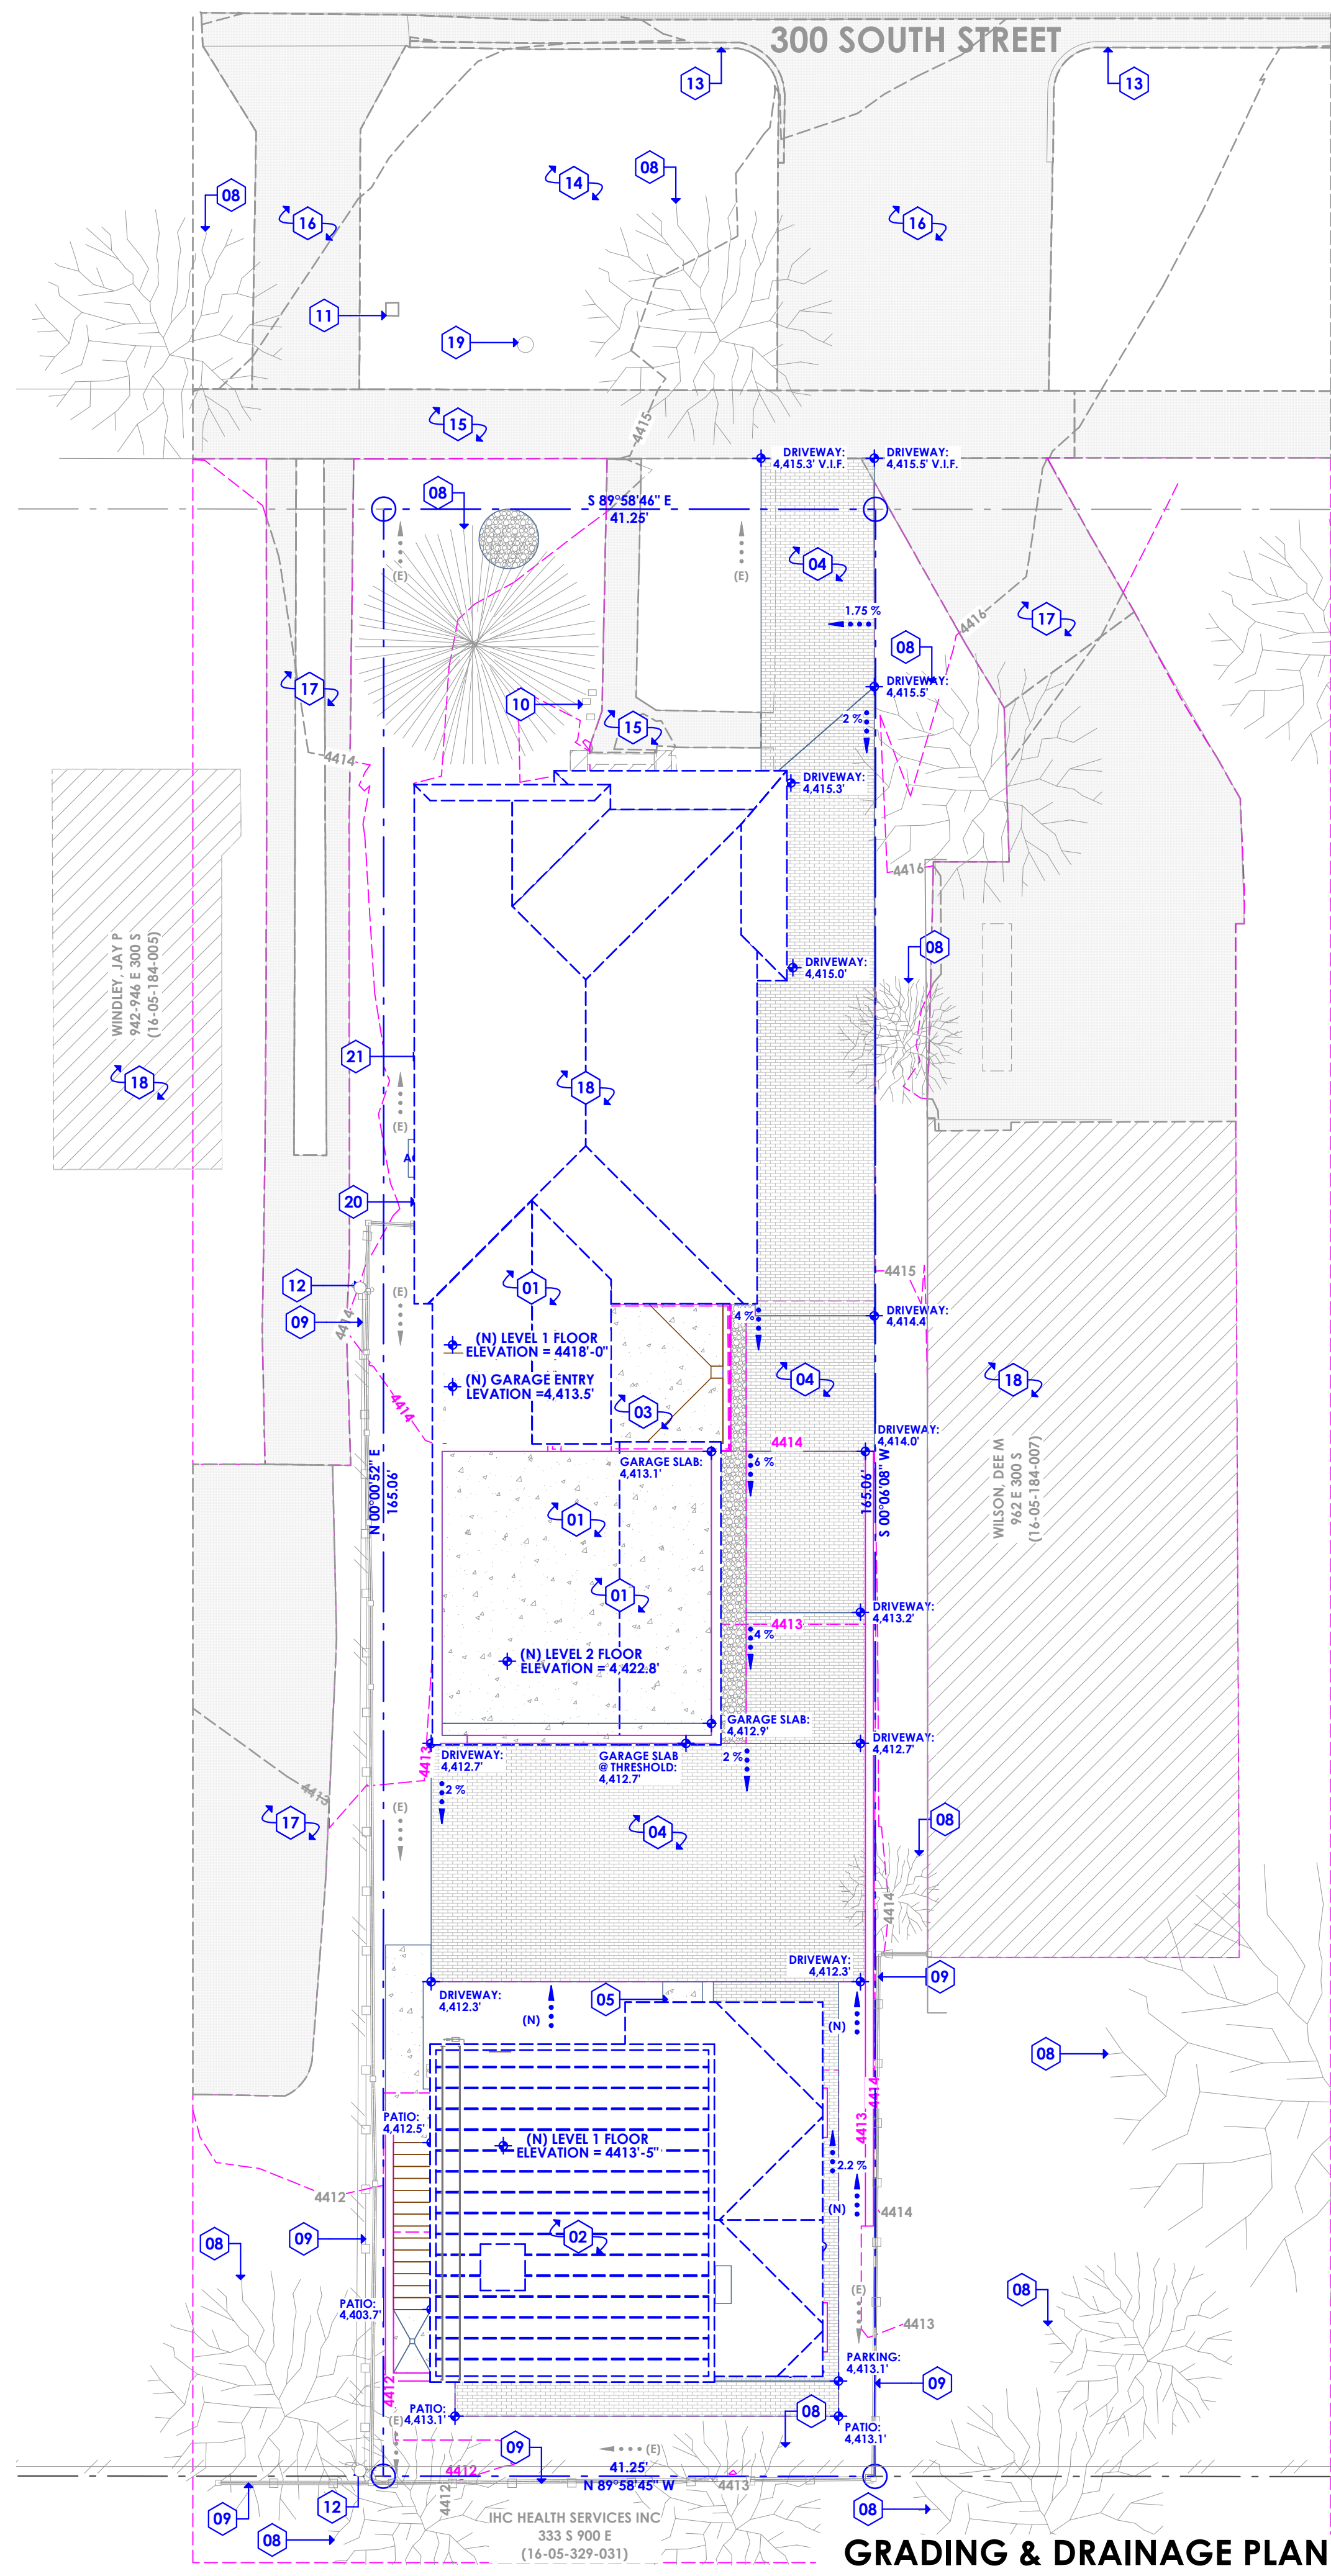 300 SOUTH STREET
13
13
08
14
08
16
16
11
19
15
4415
DRIVEWAY:
4,415.3' V.I.F.
DRIVEWAY:
4,415.5' V.I.F.
08
S 89°58'46" E
41.25'
(E)
(E)
04
1.75 %
4416
17
08
17
DRIVEWAY:
4,415.5'
10
15
2 %
4414
DRIVEWAY:
4,415.3'
4416
WINDLEY, JAY P
942-946 E 300 S
(16-05-184-005)
08
DRIVEWAY:
4,415.0'
21
18
18
(E)
20
4415
12
(E)
01
09
4414
4 %
DRIVEWAY:
4,414.4'
(N) LEVEL 1 FLOOR
ELEVATION = 4418'-0"
(N) GARAGE ENTRY
LEVATION =4,413.5'
04
18
4414
03
DRIVEWAY:
4,414.0'
4414
GARAGE SLAB:
4,413.1'
6 %
N 00°00'52" E
165.06'
165.06'
S 00°06'08" W
WILSON, DEE M
962 E 300 S
(16-05-184-007)
01
01
DRIVEWAY:
4,413.2'
4413
4 %
(N) LEVEL 2 FLOOR
ELEVATION = 4,422.8'
GARAGE SLAB:
4,412.9'
DRIVEWAY:
4,412.7'
4413
DRIVEWAY:
4,412.7'
GARAGE SLAB
@ THRESHOLD:
4,412.7'
2 %
2 %
4413
(E)
17
04
08
4414
DRIVEWAY:
4,412.3'
09
DRIVEWAY:
4,412.3'
05
(N)
(N)
08
4414
PATIO:
4,412.5'
4413
(N) LEVEL 1 FLOOR
ELEVATION = 4413'-5"
2.2 %
4412
(N)
4414
08
09
02
08
(E)
PATIO:
4,403.7'
4413
PARKING:
4,413.1'
09
4412
PATIO:
4,413.1'
08
(E)
PATIO:
4,413.1'
09
(E)
4412
41.25'
N 89°58'45" W
4413
4412
09
12
08
08
IHC HEALTH SERVICES INC
333 S 900 E
(16-05-329-031)
GRADING & DRAINAGE PLAN